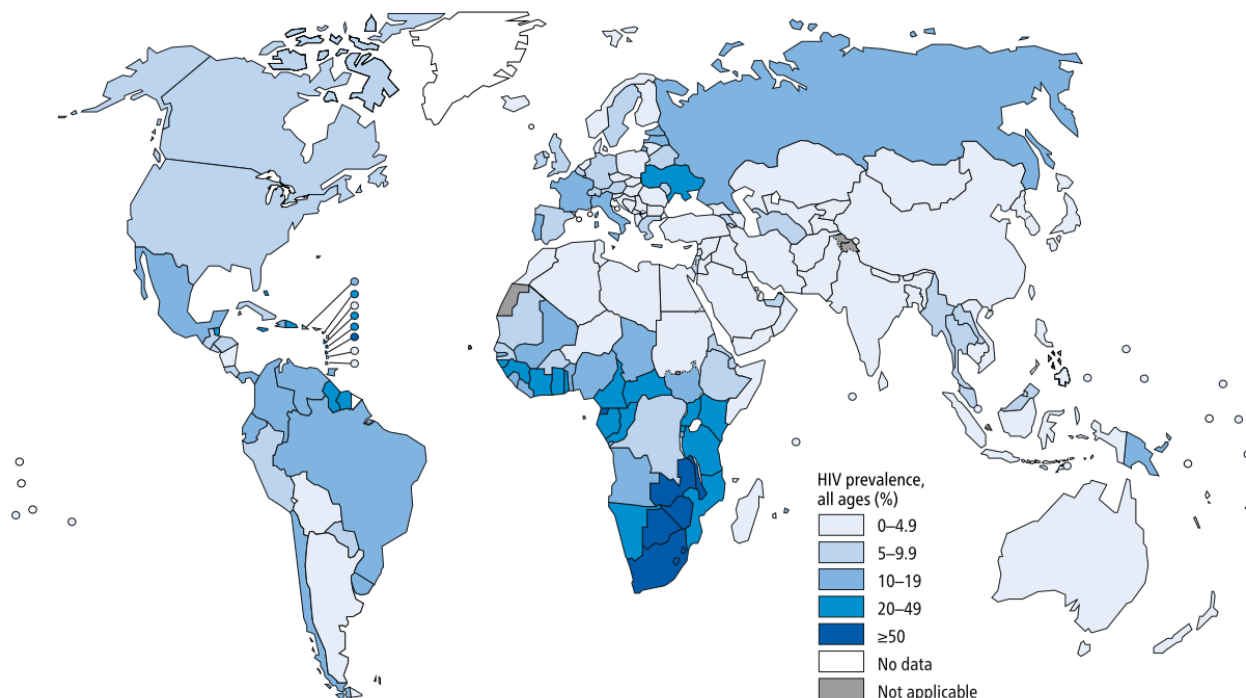 HIV prevalence,
all ages (%)
0–4.9
5–9.9
10–19
20–49
≥50
No data
Not applicable